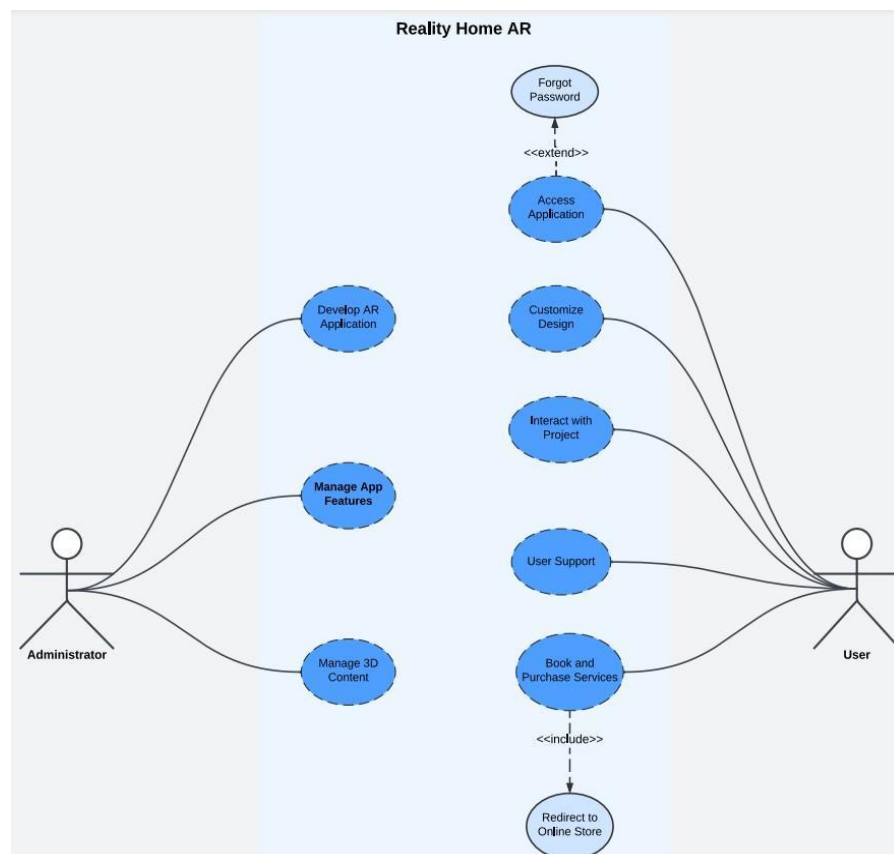 Reality Home AR
Forgot
Password
<<extend>>
Access
Application
Develop AR
Application
Customize
Design
Interact with
Project
Manage App
Features
User Support
Administrator
User
Manage 3D
Content
Book and
Purchase Services
<<include>>
Redirect to
Online Store